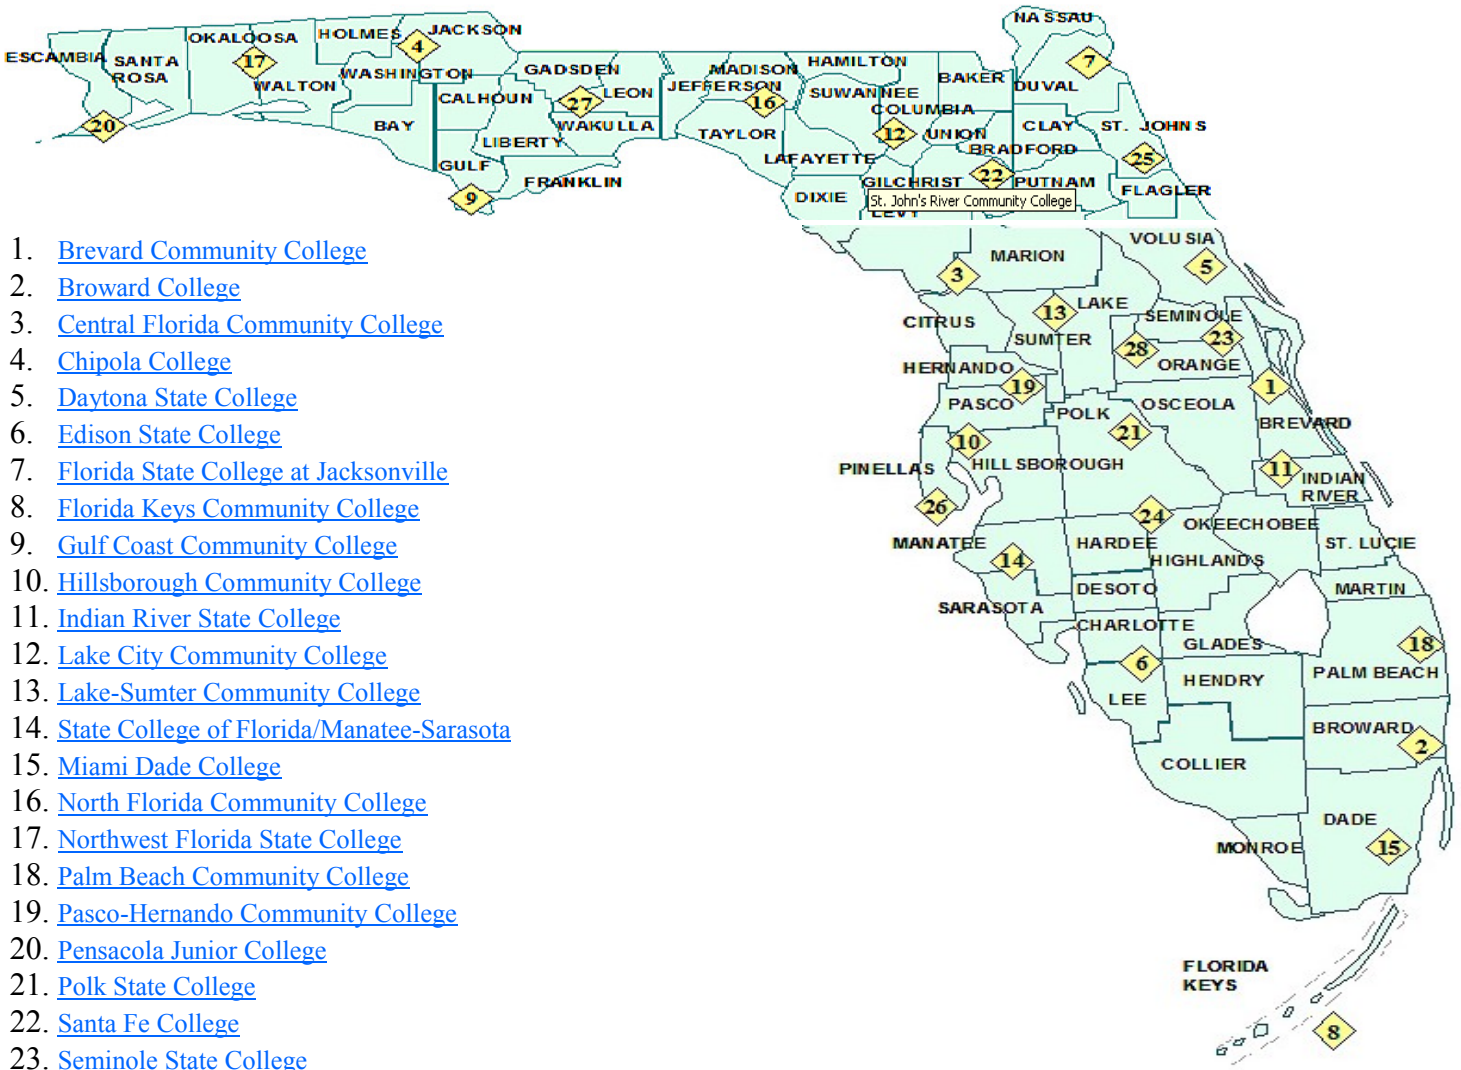 NASSAU
OKALOOSA HOLMES JACKSON
4
ESCAMBIA SANTA ROSA 17 WALTON WASHINGTON GADSDEN MADISON HAMILTON BAKER 7
JEFFERSON SUWANNEE DUVAL
CALHOUN 27 LEON 16 COLUMBIA
20 BAY WAKULLA TAYLOR 12 UNION CLAY ST. JOHNS
LIBERTY BRADFORD
GULF LAFAYETTE 25
FRANKLIN GILCHRIST 22 PUTNAM FLAGLER
9 DIXIE St. John's River Community College
LEVY
VOLUSIA
1. Brevard Community College
MARION
3 5
2. Broward College
13 LAKE
3. Central Florida Community College
CITRUS SEMINOLE
SUMTER 28 23
4. Chipola College
HERNANDO ORANGE
19 1
5. Daytona State College
PASCO POLK OSCEOLA
BREVARD
6. Edison State College
10 21
7. Florida State College at Jacksonville
PINELLAS HILLSBOROUGH 11 INDIAN RIVER
8. Florida Keys Community College
26 24 OKEECHOBEE
9. Gulf Coast Community College
MANATEE HARDEE ST. LUCIE
14 HIGHLANDS
10. Hillsborough Community College
DESOTO MARTIN
11. Indian River State College
SARASOTA CHARLOTTE
GLADES 18
12. Lake City Community College
6 HENDRY PALM BEACH
13. Lake-Sumter Community College
LEE
14. State College of Florida/Manatee-Sarasota
BROWARD 2
15. Miami Dade College
COLLIER
16. North Florida Community College
DADE
17. Northwest Florida State College
MONROE 15
18. Palm Beach Community College
19. Pasco-Hernando Community College
20. Pensacola Junior College
FLORIDA
KEYS
21. Polk State College
22. Santa Fe College
8
23. Seminole State College